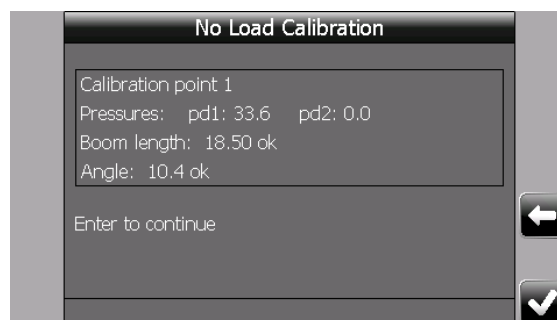 No Load Calibration
Calibration point 1
Pressures: pd1: 33.6 pd2: 0.0
Boom length: 18.50 ok
Angle: 10.4 ok
Enter to continue